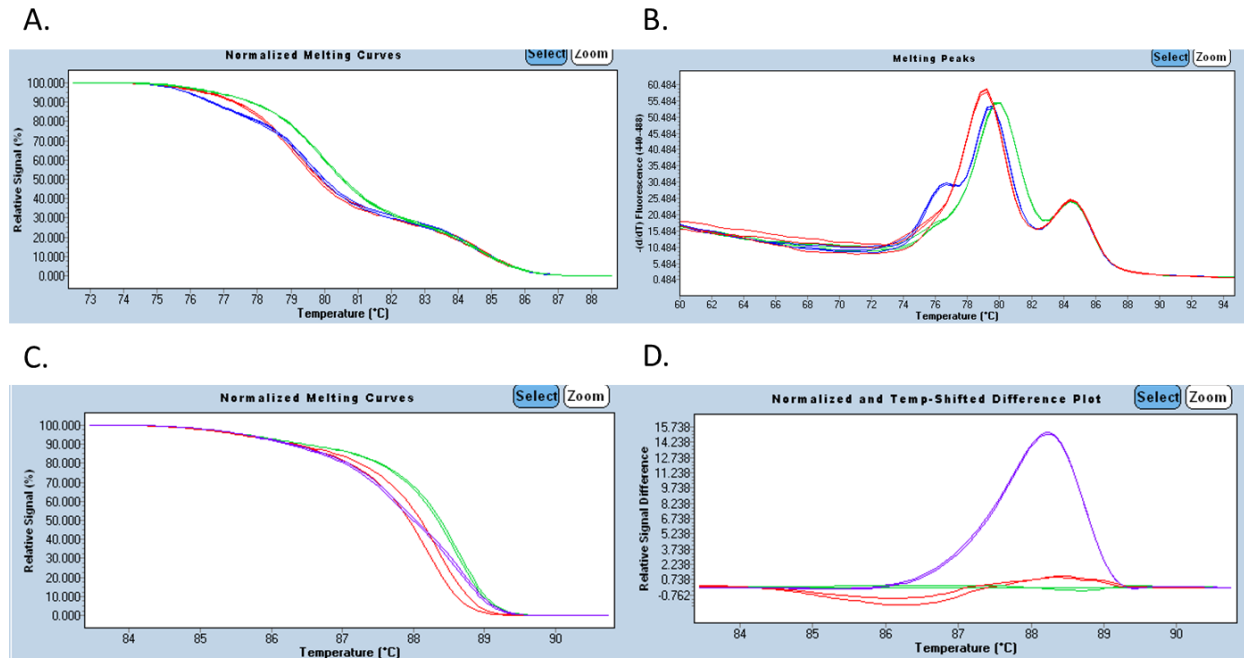 A.
Normalized Melting Curves
Select Zoom
Relative Signal (%)
100.000
90.000
80.000
70.000
60.000
50.000
40.000
30.000
20.000
10.000
0.000
73 74 75 76 77 78 79 80 81 82 83 84 85 86 87 88
Temperature (°C)
B.
Melting Peaks
Select Zoom
-(d/dT) Fluorescence (440-488)
60.484
55.484
50.484
45.484
40.484
35.484
30.484
25.484
20.484
15.484
10.484
5.484
0.484
60 62 64 66 68 70 72 74 76 78 80 82 84 86 88 90 92 94
Temperature (°C)
C.
Normalized Melting Curves
Select Zoom
Relative Signal (%)
100.000
90.000
80.000
70.000
60.000
50.000
40.000
30.000
20.000
10.000
0.000
84 85 86 87 88 89 90
Temperature (°C)
D.
Normalized and Temp-Shifted Difference Plot
Select Zoom
Relative Signal Difference
15.738
14.238
12.738
11.238
9.738
8.238
6.738
5.238
3.738
2.238
0.738
-0.762
84 85 86 87 88 89 90
Temperature (°C)